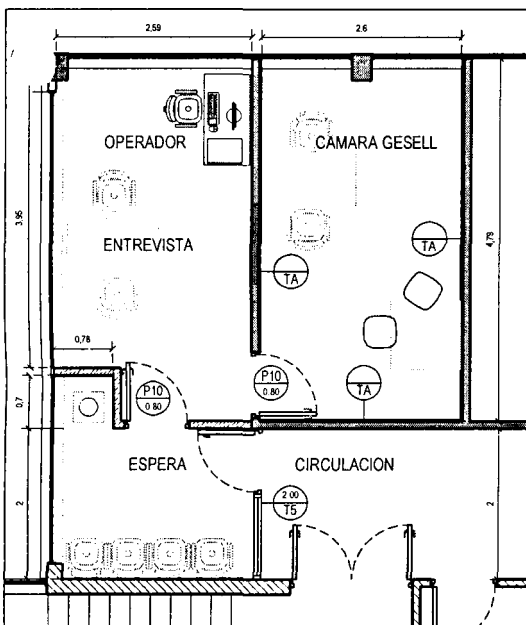 2,59
2.6
OPERADOR
CAMARA GESELL
3.95
ENTREVISTA
TA
4,79
TA
0,78
P10
0.80
P10
0.80
TA
0.7
ESPERA
CIRCULACION
2
2.00
T5
2